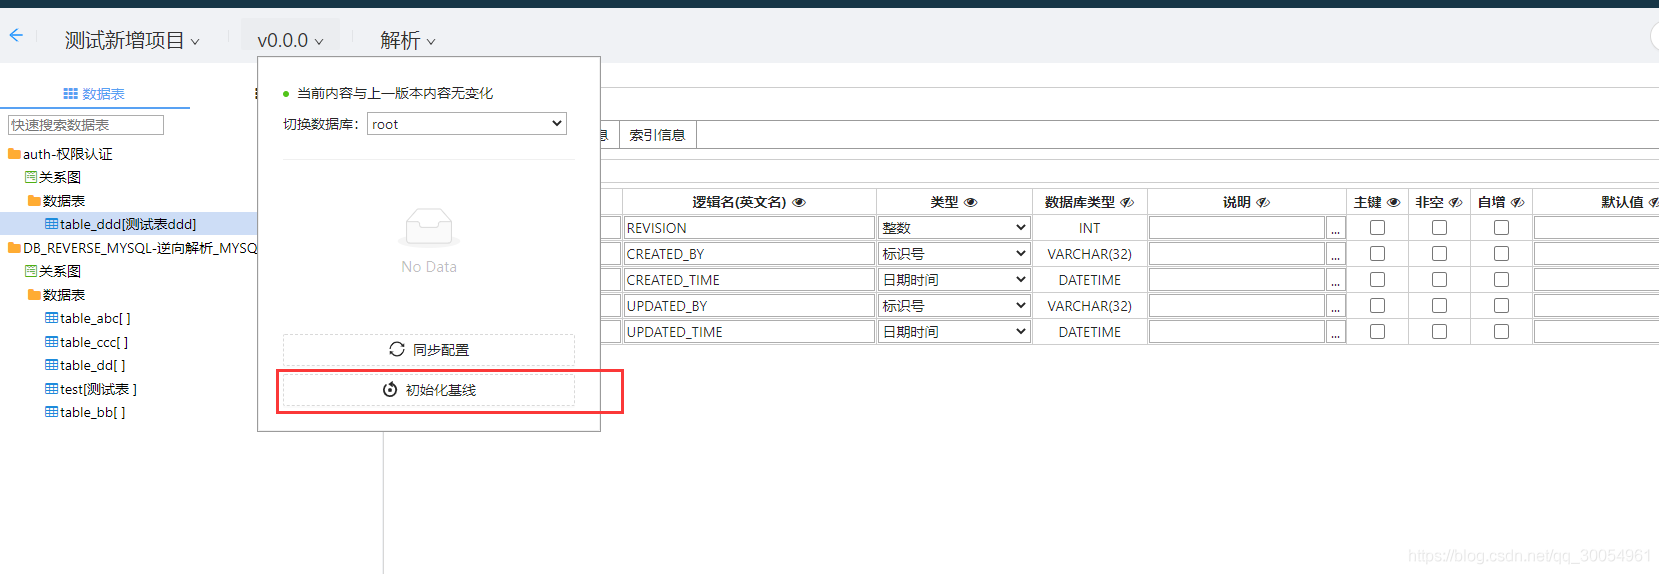 测试新增项目
v0.0.0
解析
数据表
快速搜索数据表
auth-权限认证
关系图
数据表
table_ddd[测试表ddd]
DB_REVERSE_MYSQL-逆向解析_MYSQ
关系图
数据表
table_abc[ ]
table_ccc[ ]
table_dd[ ]
test[测试表 ]
table_bb[ ]
当前内容与上一版本内容无变化
切换数据库: root
No Data
同步配置
初始化基线
息 索引信息
逻辑名(英文名) 类型 数据库类型 说明 主键 非空 自增 默认值
REVISION 整数 INT ...
CREATED_BY 标识号 VARCHAR(32) ...
CREATED_TIME 日期时间 DATETIME ...
UPDATED_BY 标识号 VARCHAR(32) ...
UPDATED_TIME 日期时间 DATETIME ...
https://blog.csdn.net/qq_30054961